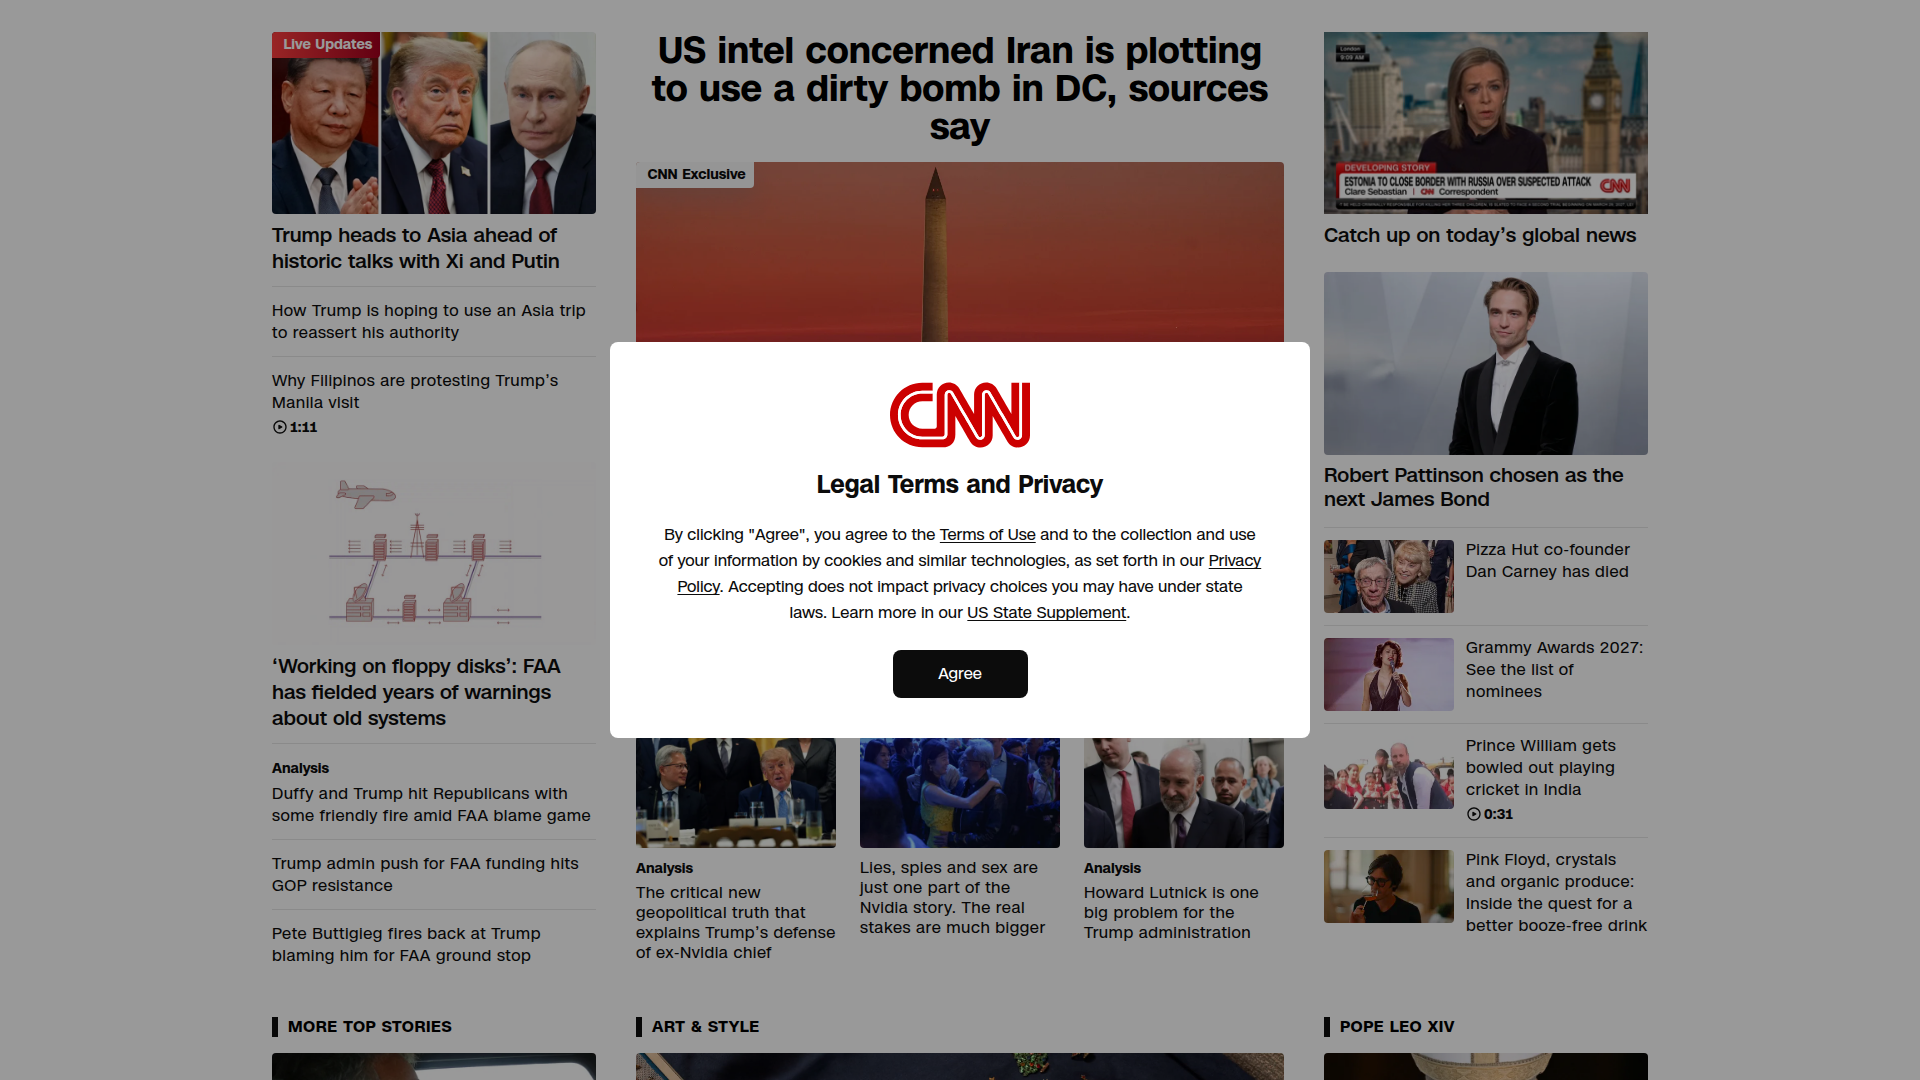 Live Updates
Trump heads to Asia ahead of
historic talks with Xi and Putin
How Trump is hoping to use an Asia trip
to reassert his authority
Why Filipinos are protesting Trump’s
Manila visit
1:11
‘Working on floppy disks’: FAA
has fielded years of warnings
about old systems
Analysis
Duffy and Trump hit Republicans with
some friendly fire amid FAA blame game
Trump admin push for FAA funding hits
GOP resistance
Pete Buttigieg fires back at Trump
blaming him for FAA ground stop
US intel concerned Iran is plotting
to use a dirty bomb in DC, sources
say
CNN Exclusive
CNN
Legal Terms and Privacy
By clicking "Agree", you agree to the Terms of Use and to the collection and use
of your information by cookies and similar technologies, as set forth in our Privacy
Policy. Accepting does not impact privacy choices you may have under state
laws. Learn more in our US State Supplement.
Agree
Analysis
The critical new
geopolitical truth that
explains Trump’s defense
of ex-Nvidia chief
Lies, spies and sex are
just one part of the
Nvidia story. The real
stakes are much bigger
Analysis
Howard Lutnick is one
big problem for the
Trump administration
London
9:09 AM
DEVELOPING STORY
ESTONIA TO CLOSE BORDER WITH RUSSIA OVER SUSPECTED ATTACK
CNN
Clare Sebastian | CNN Correspondent
Catch up on today’s global news
Robert Pattinson chosen as the
next James Bond
Pizza Hut co-founder
Dan Carney has died
Grammy Awards 2027:
See the list of
nominees
Prince William gets
bowled out playing
cricket in India
0:31
Pink Floyd, crystals
and organic produce:
Inside the quest for a
better booze-free drink
MORE TOP STORIES
ART & STYLE
POPE LEO XIV